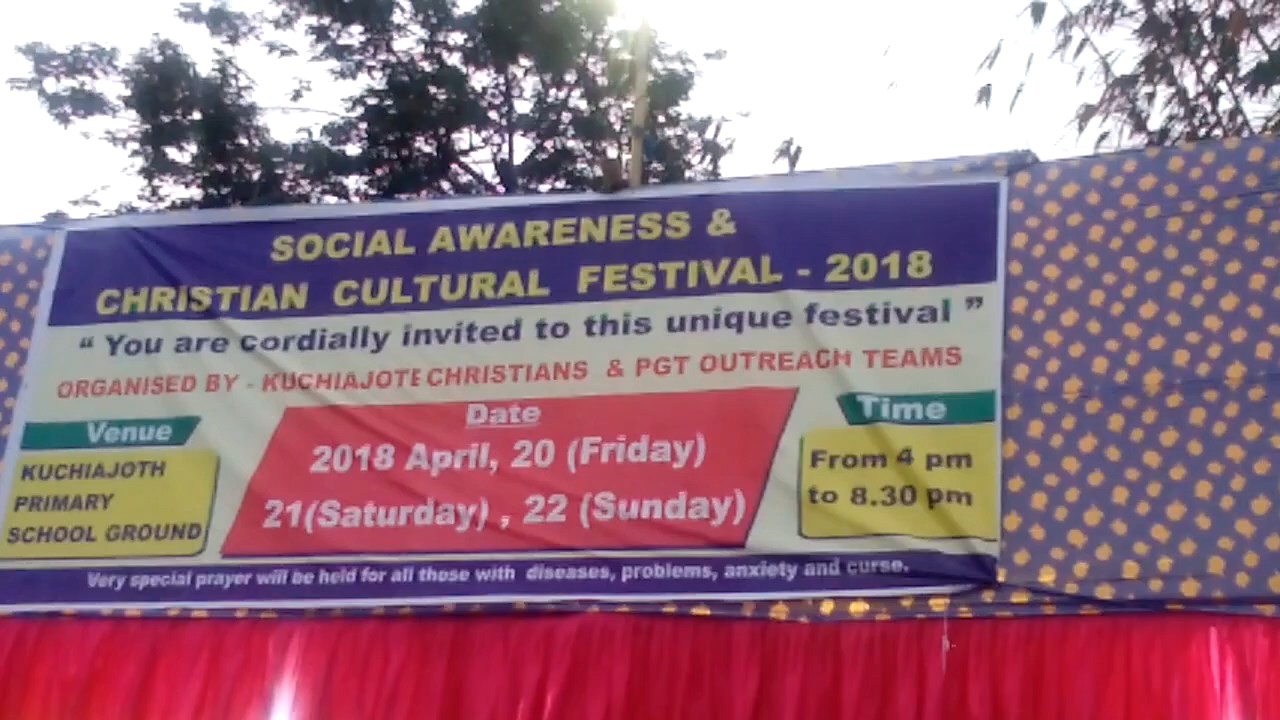 SOCIAL AWARENESS &
CHRISTIAN CULTURAL FESTIVAL - 2018
“ You are cordially invited to this unique festival ”
ORGANISED BY - KUCHIAJOTE CHRISTIANS & PGT OUTREACH TEAMS
Venue
KUCHIAJOTH
PRIMARY
SCHOOL GROUND
Date
2018 April, 20 (Friday)
21(Saturday) , 22 (Sunday)
Time
From 4 pm
to 8.30 pm
Very special prayer will be held for all those with diseases, problems, anxiety and curse.